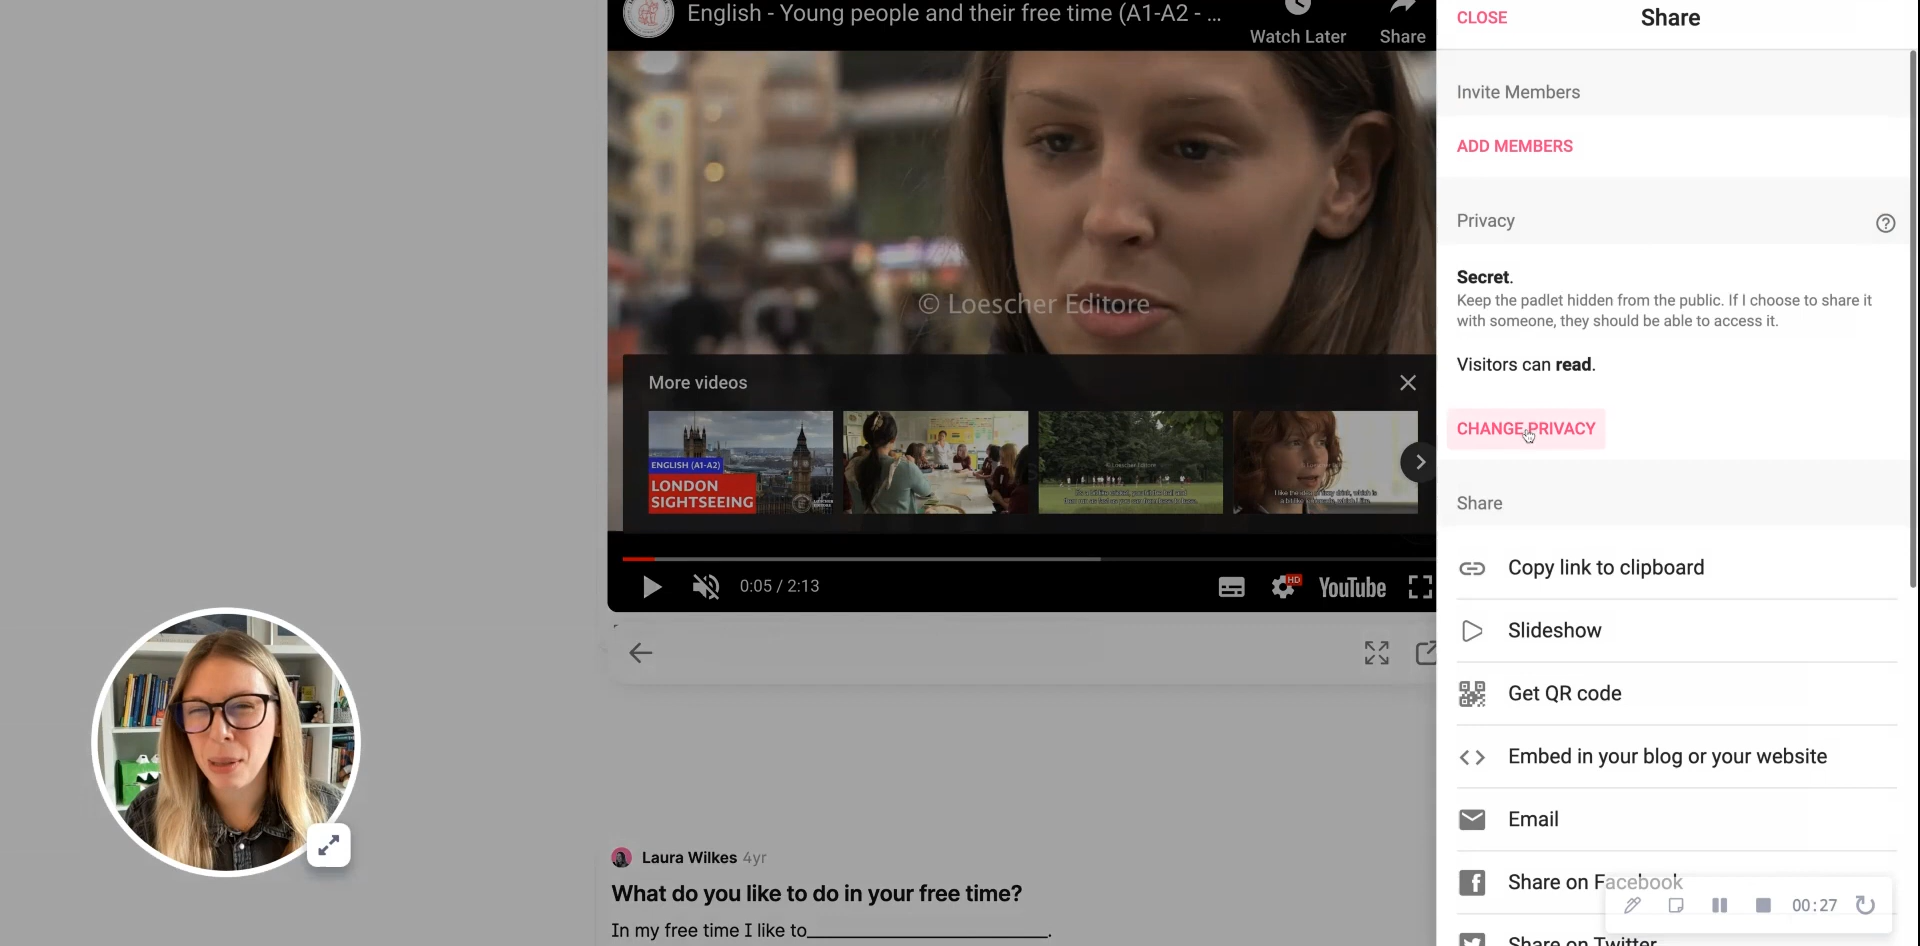 English - Young people and their free time (A1-A2 - ...
Watch Later
Share
© Loescher Editore
More videos
ENGLISH (A1-A2)
LONDON
SIGHTSEEING
0:05 / 2:13
HD
YouTube
Laura Wilkes 4yr
What do you like to do in your free time?
In my free time I like to__________________________.
CLOSE
Share
Invite Members
ADD MEMBERS
Privacy
Secret.
Keep the padlet hidden from the public. If I choose to share it
with someone, they should be able to access it.
Visitors can read.
CHANGE PRIVACY
Share
Copy link to clipboard
Slideshow
Get QR code
Embed in your blog or your website
Email
Share on Facebook
00:27
Share on Twitter